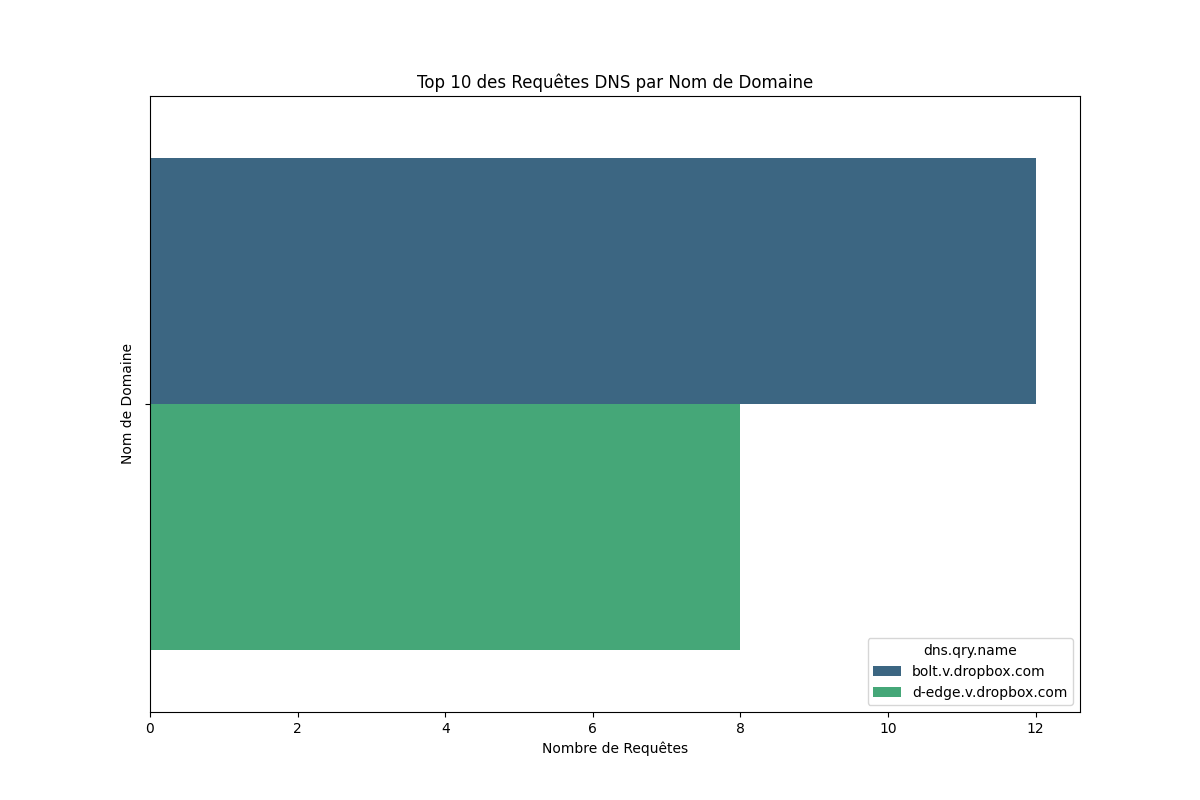 Top 10 des Requêtes DNS par Nom de Domaine
Nom de Domaine
dns.qry.name
bolt.v.dropbox.com
d-edge.v.dropbox.com
0 2 4 6 8 10 12
Nombre de Requêtes